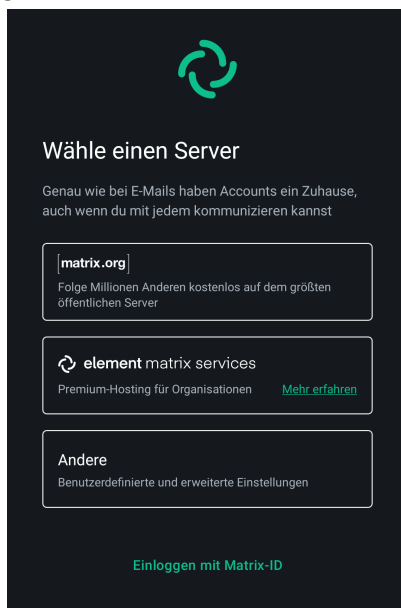 Wähle einen Server
Genau wie bei E-Mails haben Accounts ein Zuhause,
auch wenn du mit jedem kommunizieren kannst
[matrix.org]
Folge Millionen Anderen kostenlos auf dem größten
öffentlichen Server
element matrix services
Premium-Hosting für Organisationen Mehr erfahren
Andere
Benutzerdefinierte und erweiterte Einstellungen
Einloggen mit Matrix-ID